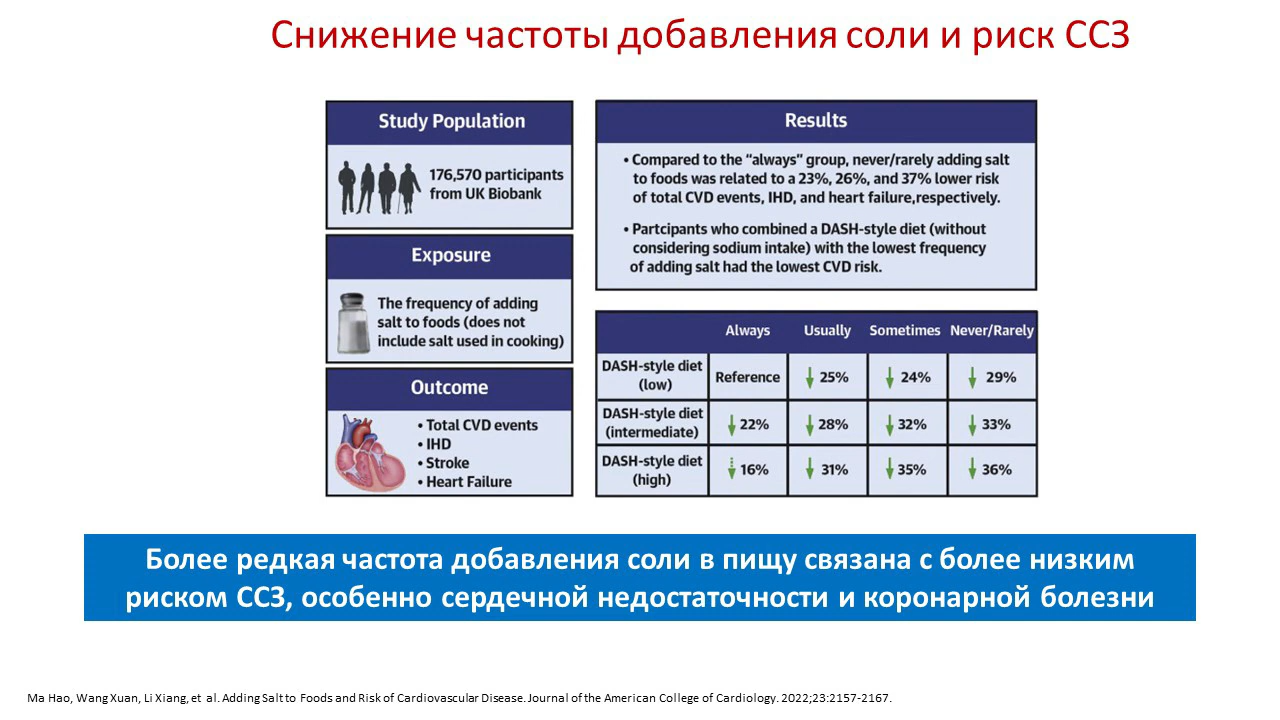 Снижение частоты добавления соли и риск ССЗ
Study Population
176,570 participants
from UK Biobank
Exposure
The frequency of adding
salt to foods (does not
include salt used in cooking)
Outcome
• Total CVD events
• IHD
• Stroke
• Heart Failure
Results
• Compared to the “always” group, never/rarely adding salt
to foods was related to a 23%, 26%, and 37% lower risk
of total CVD events, IHD, and heart failure,respectively.
• Partcipants who combined a DASH-style diet (without
considering sodium intake) with the lowest frequency
of adding salt had the lowest CVD risk.
Always Usually Sometimes Never/Rarely
DASH-style diet
(low) Reference ↓ 25% ↓ 24% ↓ 29%
DASH-style diet
(intermediate) ↓ 22% ↓ 28% ↓ 32% ↓ 33%
DASH-style diet
(high) ↓ 16% ↓ 31% ↓ 35% ↓ 36%
Более редкая частота добавления соли в пищу связана с более низким
риском ССЗ, особенно сердечной недостаточности и коронарной болезни
Ma Hao, Wang Xuan, Li Xiang, et al. Adding Salt to Foods and Risk of Cardiovascular Disease. Journal of the American College of Cardiology. 2022;23:2157-2167.